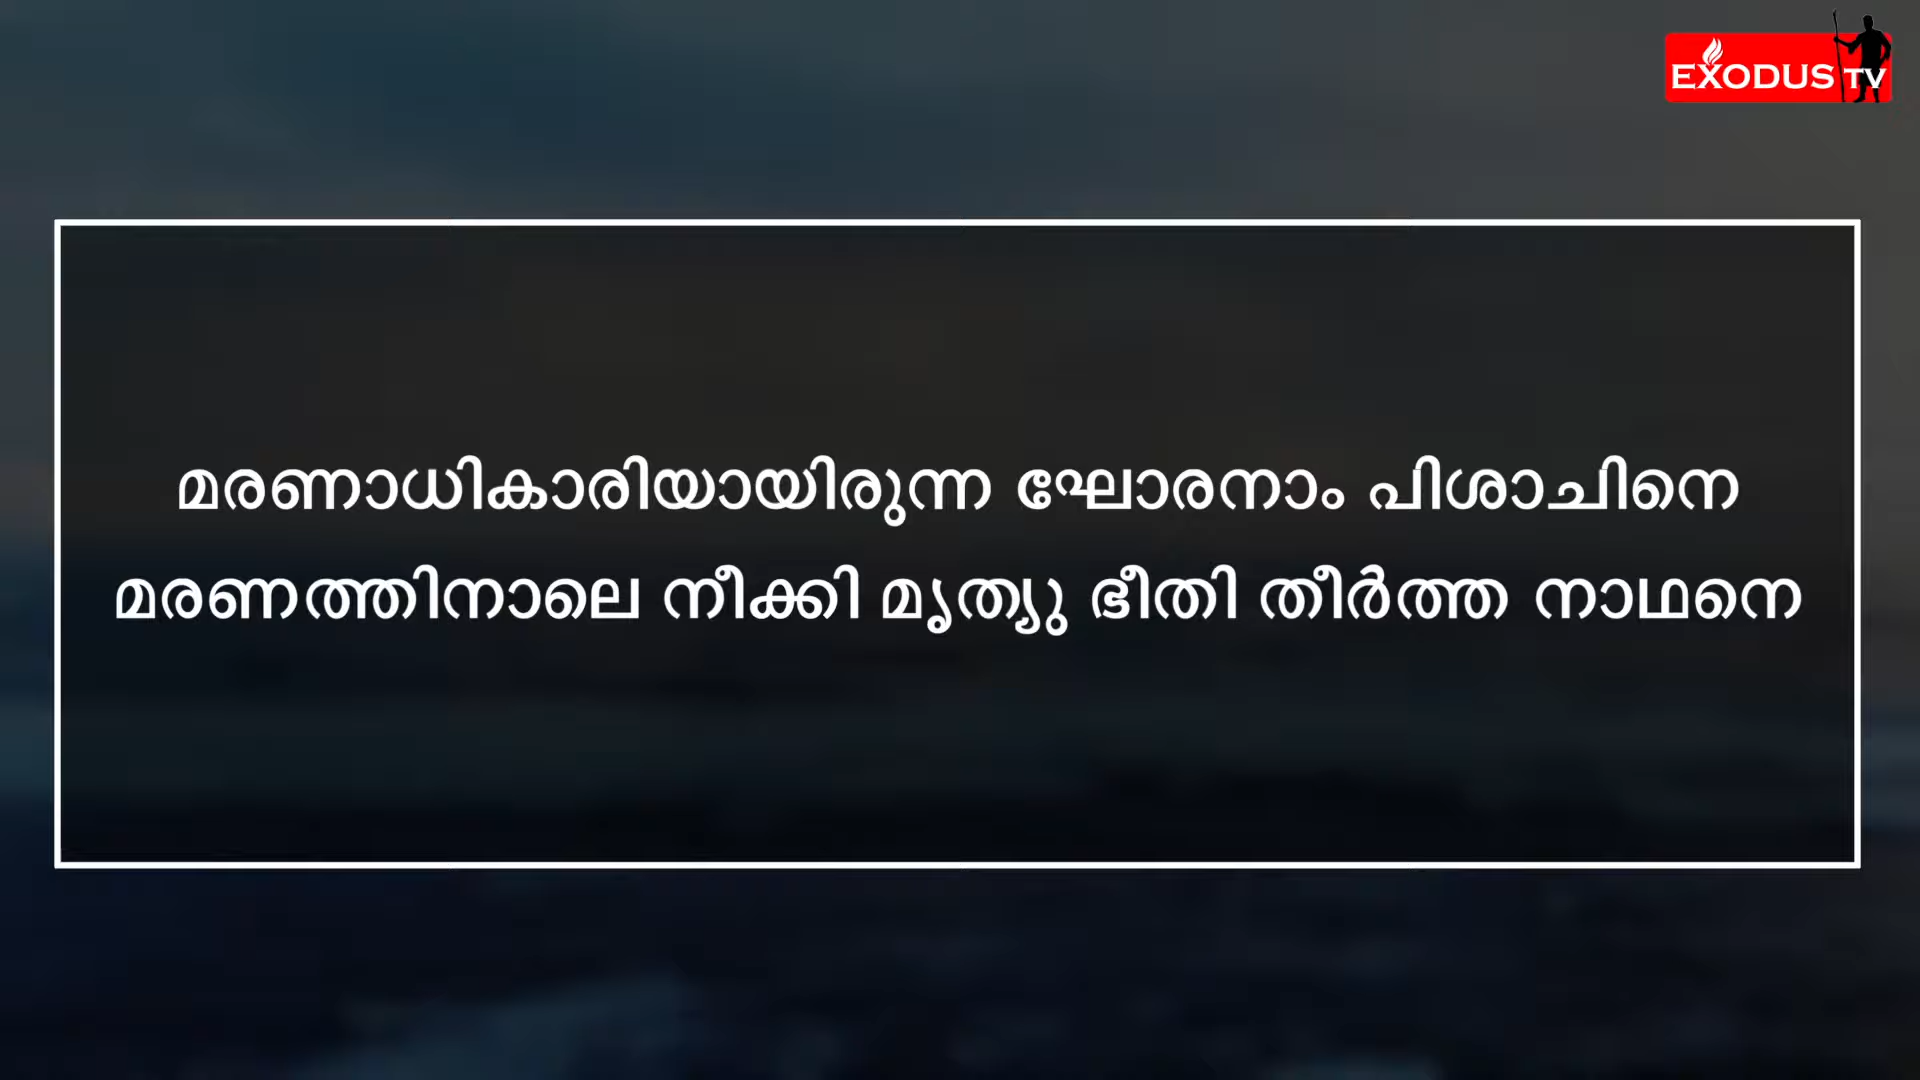 EXODUS TV
മരണാധികാരിയായിരുന്ന ഘോരനാം പിശാചിനെ
മരണത്തിനാലെ നീക്കി മൃത്യു ഭീതി തീർത്ത നാഥനെ